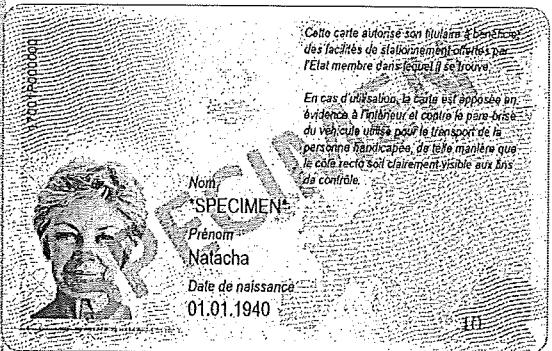 Cette carte autorise son titulaire à bénéficier
des facilités de stationnement offertes par
l'Etat membre dans lequel il se trouve.
En cas d'utilisation, la carte est apposée en
évidence à l'intérieur et contre le pare-brise
du véhicule utilisé pour le transport de la
personne handicapée, de telle manière que
le côté recto soit clairement visible aux fins
de contrôle.
SPECIMEN
Nom
*SPECIMEN*
Prénom
Natacha
Date de naissance
01.01.1940